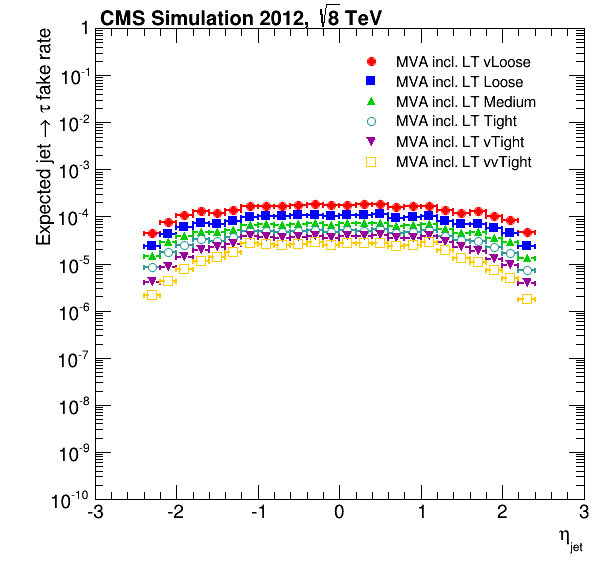 CMS Simulation 2012, √8 TeV
Expected jet → τ fake rate
1
10⁻¹
10⁻²
10⁻³
10⁻⁴
10⁻⁵
10⁻⁶
10⁻⁷
10⁻⁸
10⁻⁹
10⁻¹⁰
MVA incl. LT vLoose
MVA incl. LT Loose
MVA incl. LT Medium
MVA incl. LT Tight
MVA incl. LT vTight
MVA incl. LT vvTight
-3 -2 -1 0 1 2 3
η_jet